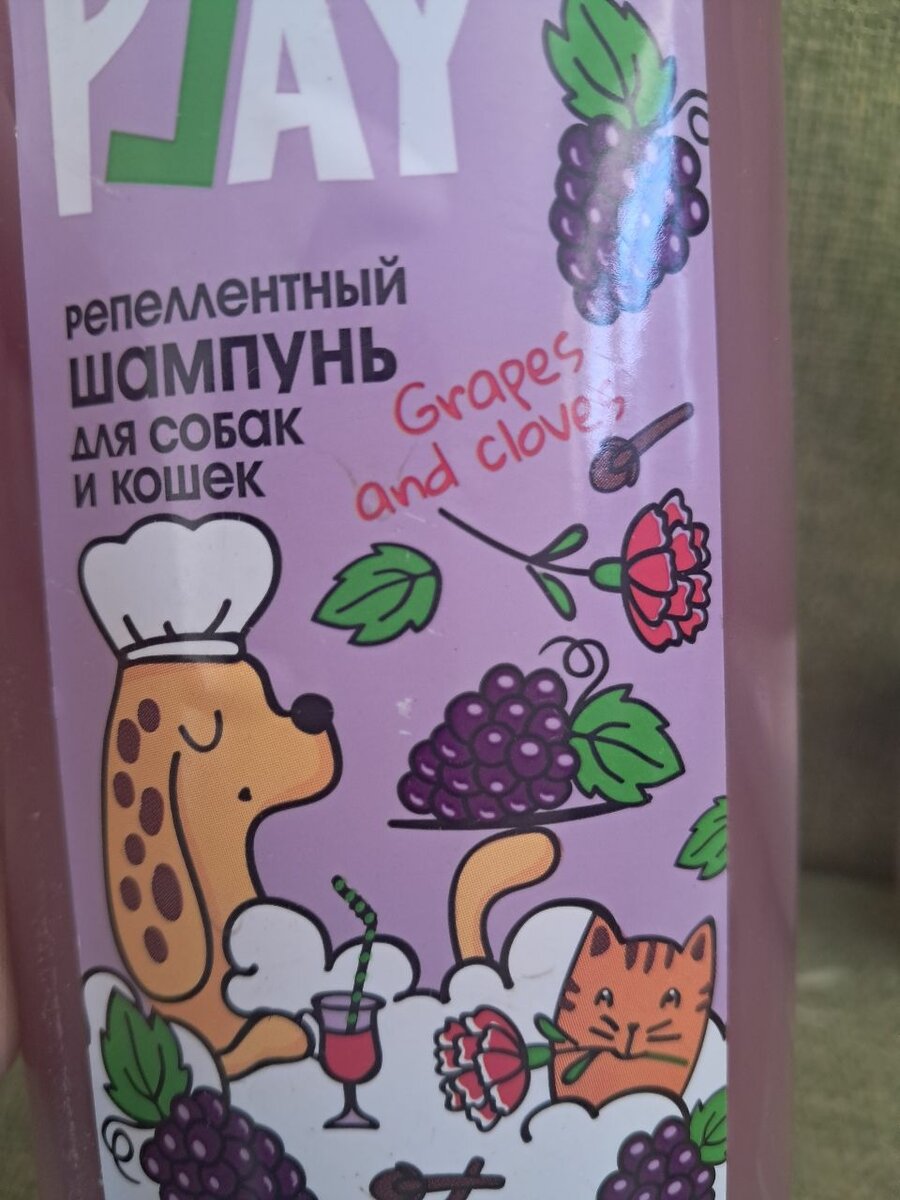 PLAY
репеллентный
шампунь
для собак
и кошек
Grapes
and cloves